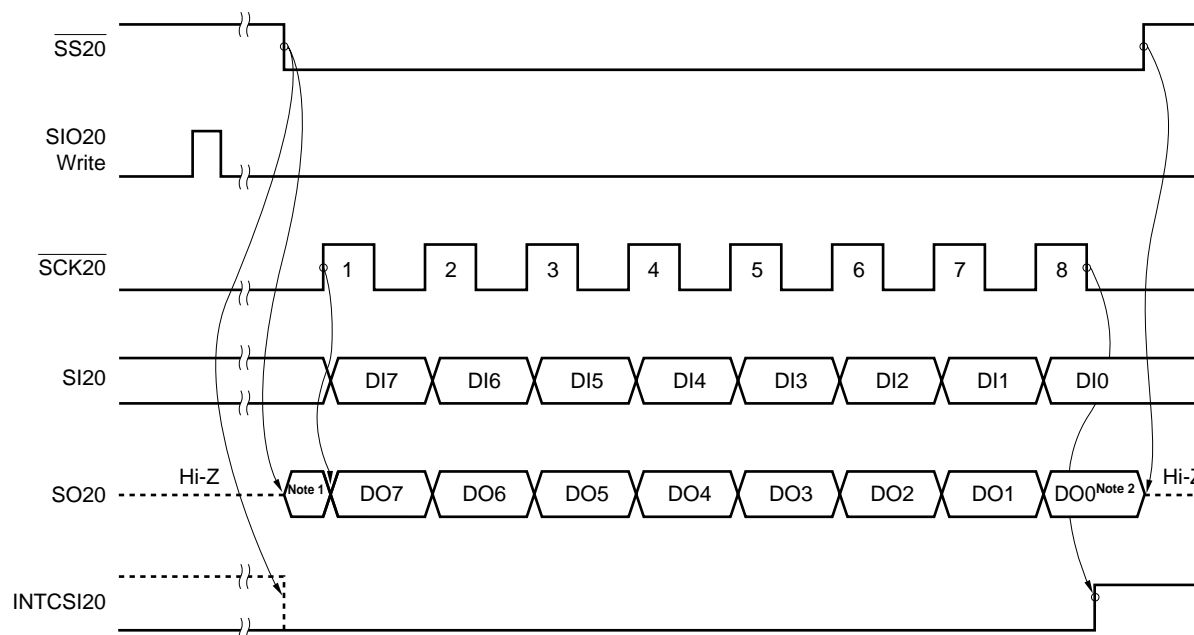 SS20
SIO20
Write
SCK20 1 2 3 4 5 6 7 8
SI20 DI7 DI6 DI5 DI4 DI3 DI2 DI1 DI0
Hi-Z
SO20 Note 1 DO7 DO6 DO5 DO4 DO3 DO2 DO1 DO0 Note 2 Hi-Z
INTCSI20